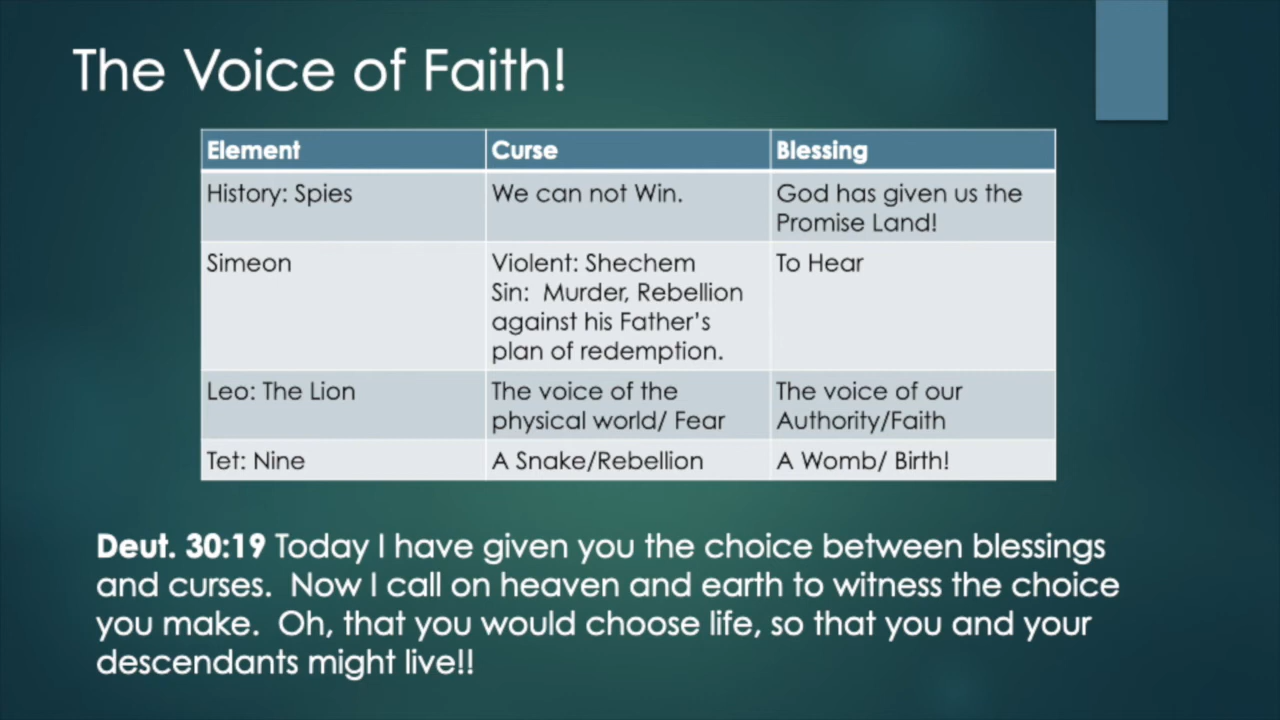 The Voice of Faith!
Element Curse Blessing
History: Spies We can not Win. God has given us the
Promise Land!
Simeon Violent: Shechem To Hear
Sin: Murder, Rebellion
against his Father's
plan of redemption.
Leo: The Lion The voice of the The voice of our
physical world/ Fear Authority/Faith
Tet: Nine A Snake/Rebellion A Womb/ Birth!
Deut. 30:19 Today I have given you the choice between blessings
and curses. Now I call on heaven and earth to witness the choice
you make. Oh, that you would choose life, so that you and your
descendants might live!!